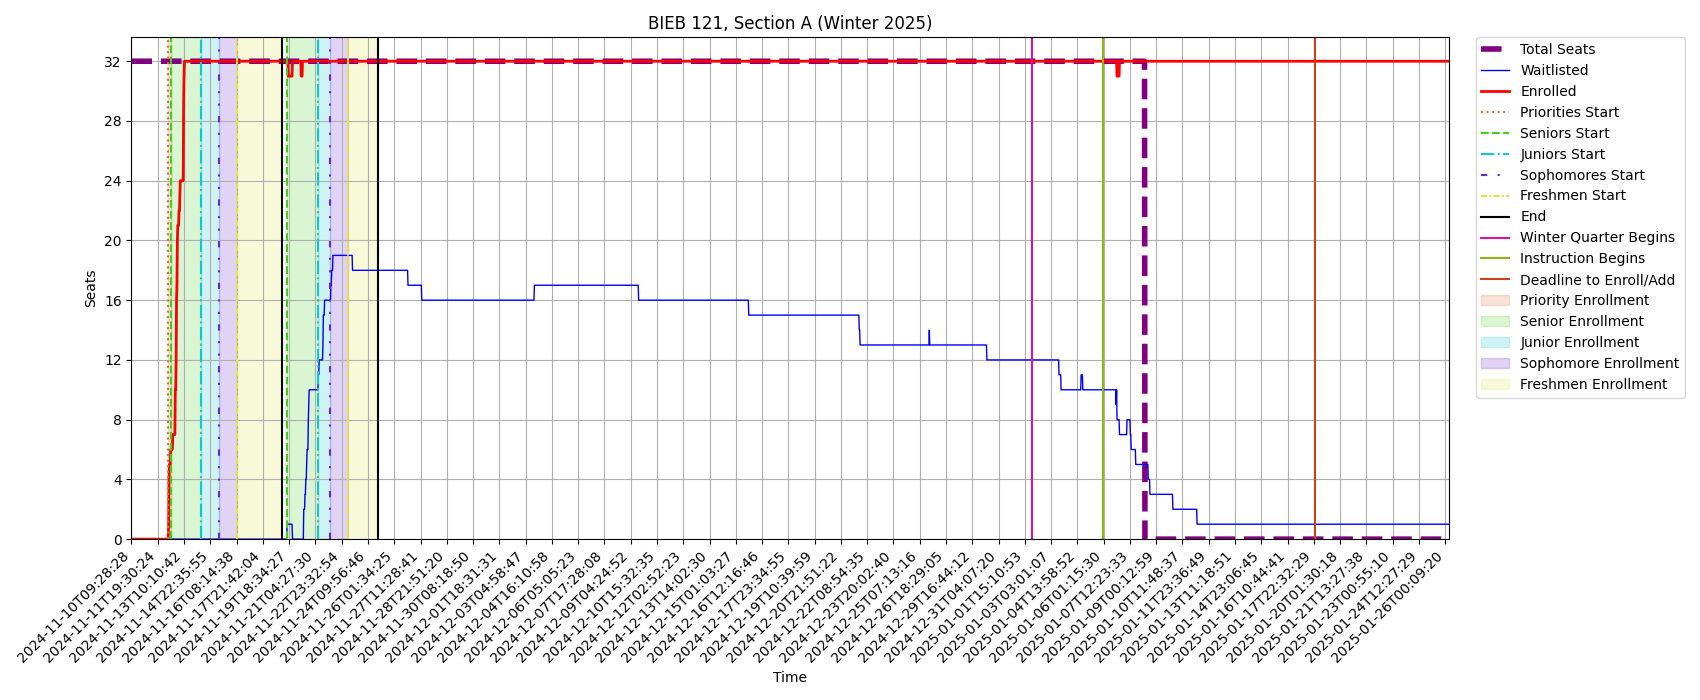 BIEB 121, Section A (Winter 2025)
Seats
32
28
24
20
16
12
8
4
0
2024-11-10T09:28:28
2024-11-11T19:30:24
2024-11-13T10:10:42
2024-11-14T22:35:55
2024-11-16T08:14:38
2024-11-17T21:42:04
2024-11-19T18:34:27
2024-11-21T04:27:30
2024-11-22T23:32:54
2024-11-24T09:56:46
2024-11-26T01:34:25
2024-11-27T11:28:41
2024-11-28T21:51:20
2024-11-30T08:18:50
2024-12-01T18:31:31
2024-12-03T04:58:47
2024-12-04T16:10:58
2024-12-06T05:05:23
2024-12-07T17:28:08
2024-12-09T04:24:52
2024-12-10T15:32:35
2024-12-12T02:52:23
2024-12-13T14:02:30
2024-12-15T01:03:27
2024-12-16T12:16:46
2024-12-17T23:34:55
2024-12-19T10:39:59
2024-12-20T21:51:22
2024-12-22T08:54:35
2024-12-23T20:02:40
2024-12-25T07:13:16
2024-12-26T18:29:05
2024-12-29T16:44:12
2024-12-31T04:07:20
2025-01-01T15:10:53
2025-01-03T03:01:07
2025-01-04T13:58:52
2025-01-06T01:15:30
2025-01-07T12:23:33
2025-01-09T00:12:59
2025-01-10T11:48:37
2025-01-11T23:36:49
2025-01-13T11:18:51
2025-01-14T23:06:45
2025-01-16T10:44:41
2025-01-17T22:32:29
2025-01-20T01:30:18
2025-01-21T13:27:38
2025-01-23T00:55:10
2025-01-24T12:27:29
2025-01-26T00:09:20
Time
Total Seats
Waitlisted
Enrolled
Priorities Start
Seniors Start
Juniors Start
Sophomores Start
Freshmen Start
End
Winter Quarter Begins
Instruction Begins
Deadline to Enroll/Add
Priority Enrollment
Senior Enrollment
Junior Enrollment
Sophomore Enrollment
Freshmen Enrollment